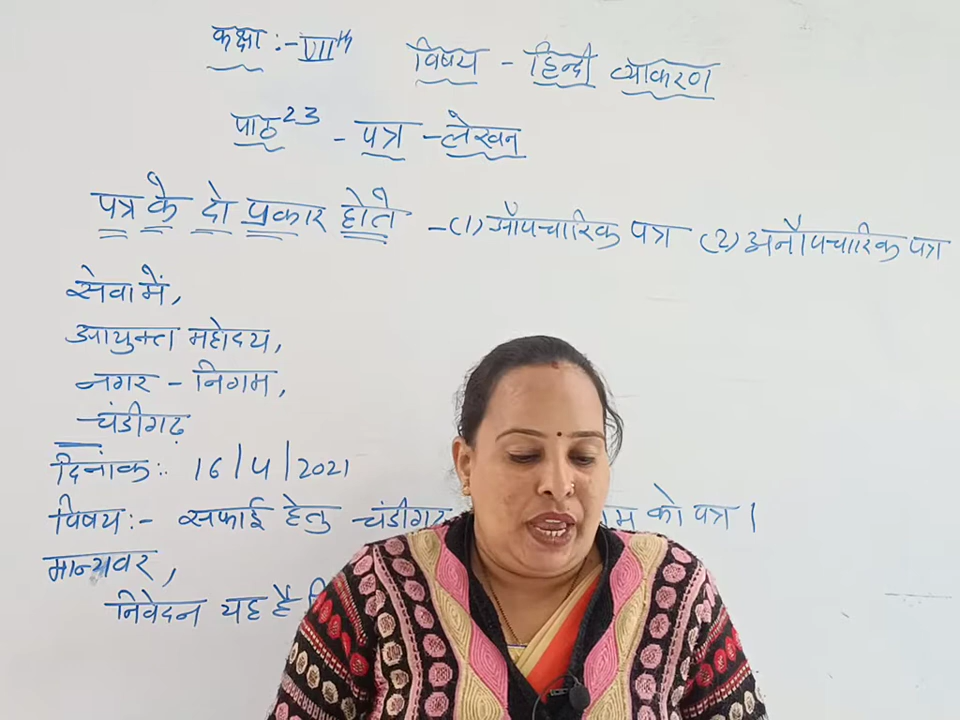 कक्षा :- VIIth विषय - हिन्दी व्याकरण
पाठ 23 - पत्र - लेखन
पत्र के दो प्रकार होते - (1) औपचारिक पत्र (2) अनौपचारिक पत्र
सेवा में,
आयुक्त महोदय,
नगर - निगम,
चंडीगढ़
दिनांक :- 16/4/2021
विषय :- सफाई हेतु चंडीगढ़ को पत्र ।
मान्यवर,
निवेदन यह है